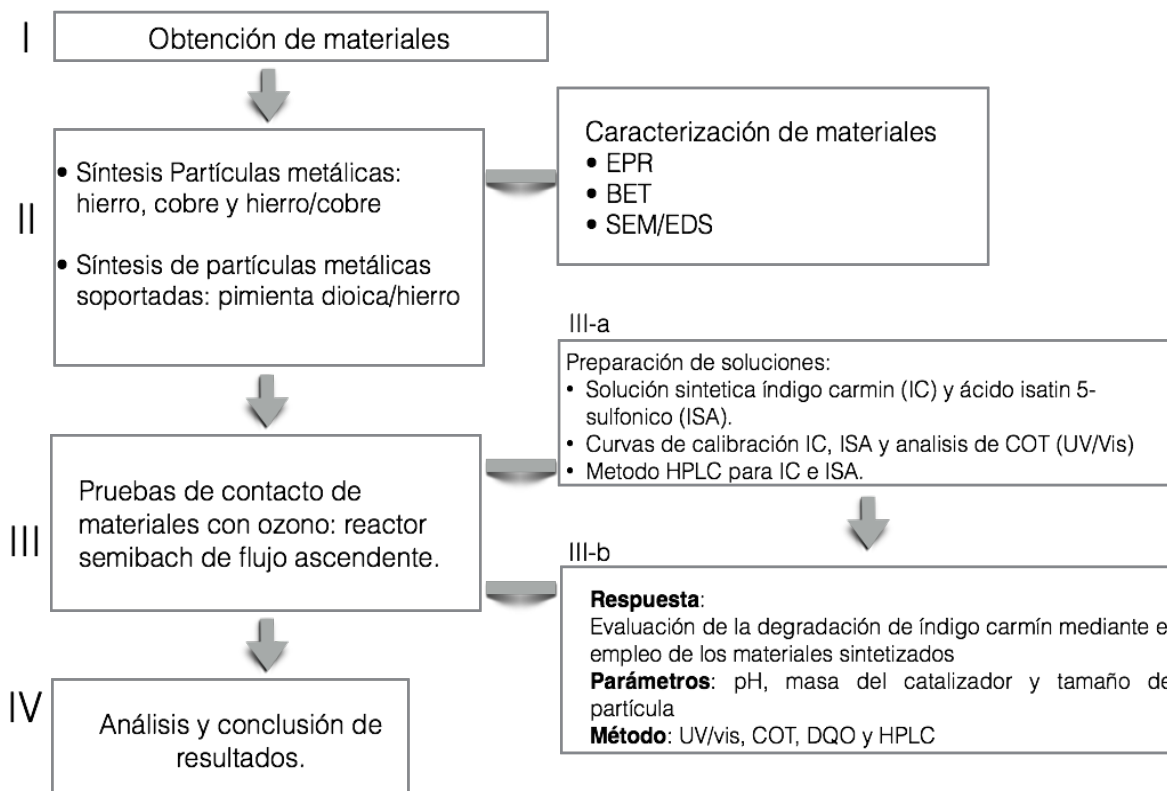 I
Obtención de materiales
II
• Síntesis Partículas metálicas:
hierro, cobre y hierro/cobre
• Síntesis de partículas metálicas
soportadas: pimienta dioica/hierro
Caracterización de materiales
• EPR
• BET
• SEM/EDS
III
Pruebas de contacto de
materiales con ozono: reactor
semibach de flujo ascendente.
III-a
Preparación de soluciones:
• Solución sintetica índigo carmin (IC) y ácido isatin 5-
sulfonico (ISA).
• Curvas de calibración IC, ISA y analisis de COT (UV/Vis)
• Metodo HPLC para IC e ISA.
III-b
Respuesta:
Evaluación de la degradación de índigo carmín mediante e
empleo de los materiales sintetizados
Parámetros: pH, masa del catalizador y tamaño de
partícula
Método: UV/vis, COT, DQO y HPLC
IV
Análisis y conclusión de
resultados.